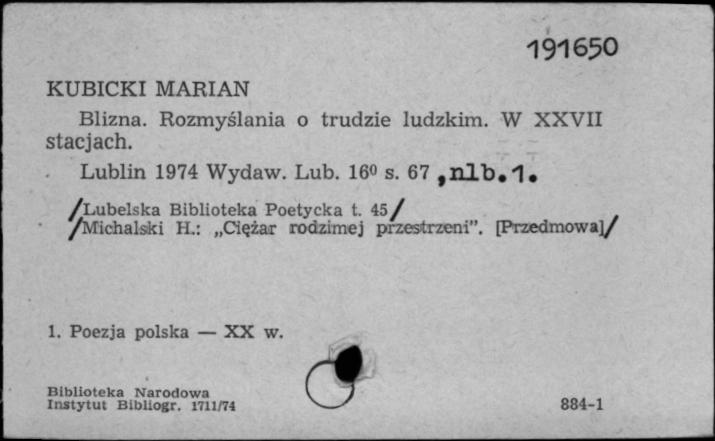 191650
KUBICKI MARIAN
Blizna. Rozmyślania o trudzie ludzkim. W XXVII
stacjach.
Lublin 1974 Wydaw. Lub. 16⁰ s. 67 , nlb. 1.
/Lubelska Biblioteka Poetycka t. 45/
/Michalski H.: „Ciężar rodzimej przestrzeni". [Przedmowa]/
1. Poezja polska — XX w.
Biblioteka Narodowa
Instytut Bibliogr. 1711/74
884-1